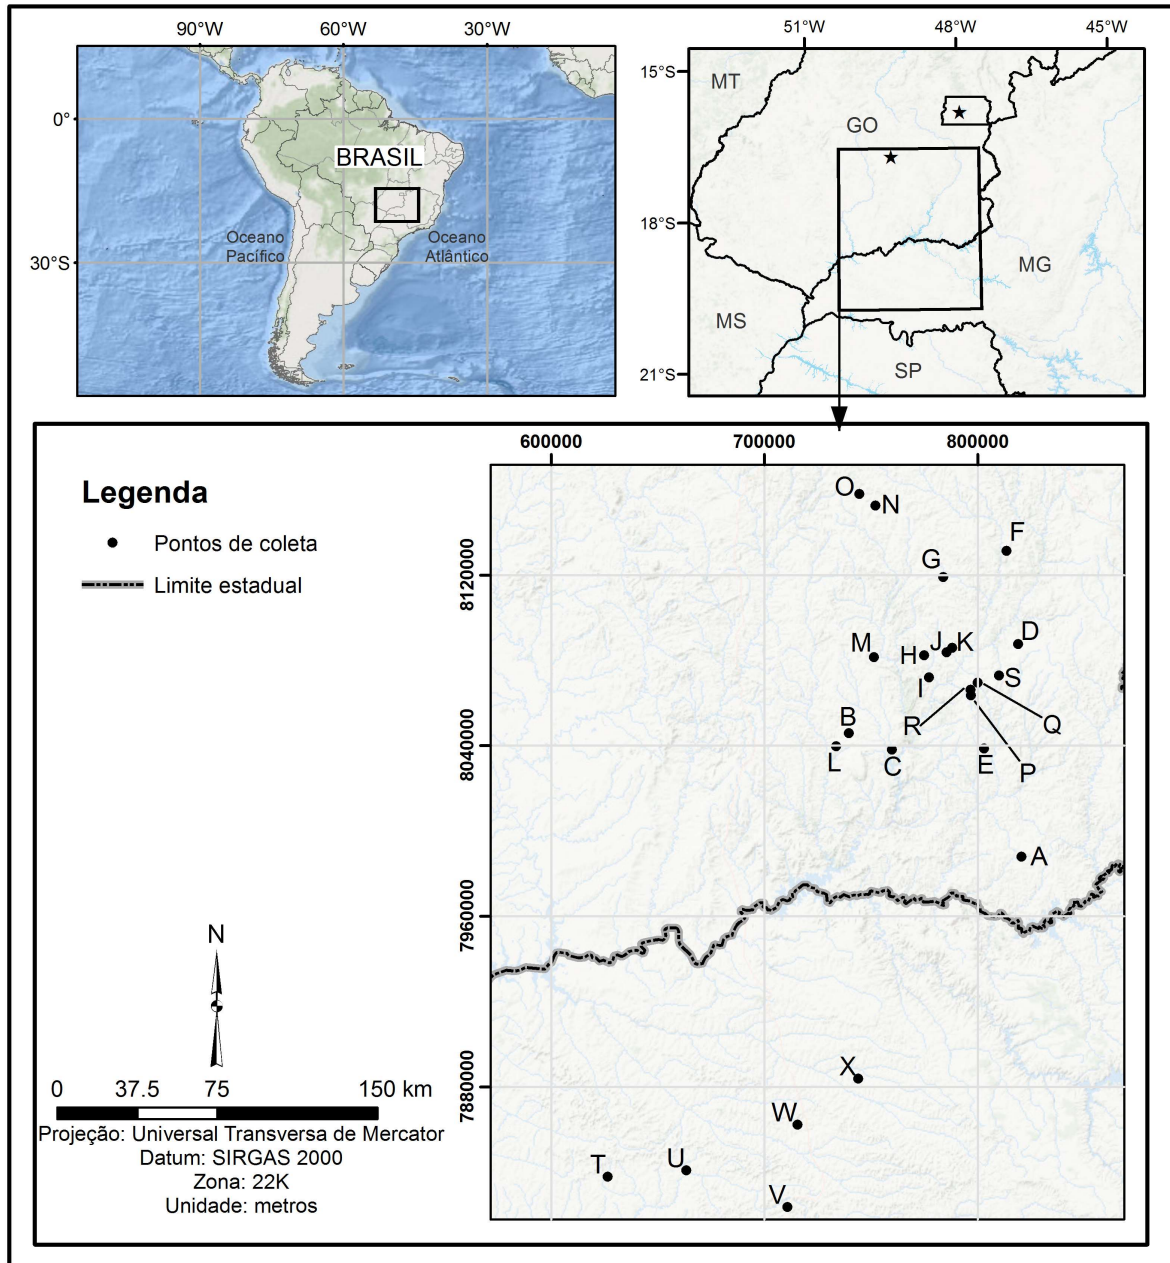 90°W 60°W 30°W
0°
30°S
BRASIL
Oceano
Pacífico
Oceano
Atlântico
51°W 48°W 45°W
15°S
18°S
21°S
MT
GO
MG
MS
SP
Legenda
Pontos de coleta
Limite estadual
N
0 37.5 75 150 km
Projeção: Universal Transversa de Mercator
Datum: SIRGAS 2000
Zona: 22K
Unidade: metros
600000 700000 800000
8120000
8040000
7960000
7880000
O
N
F
G
D
M
H
J
K
I
S
B
R
Q
L
C
E
P
A
X
W
T
U
V